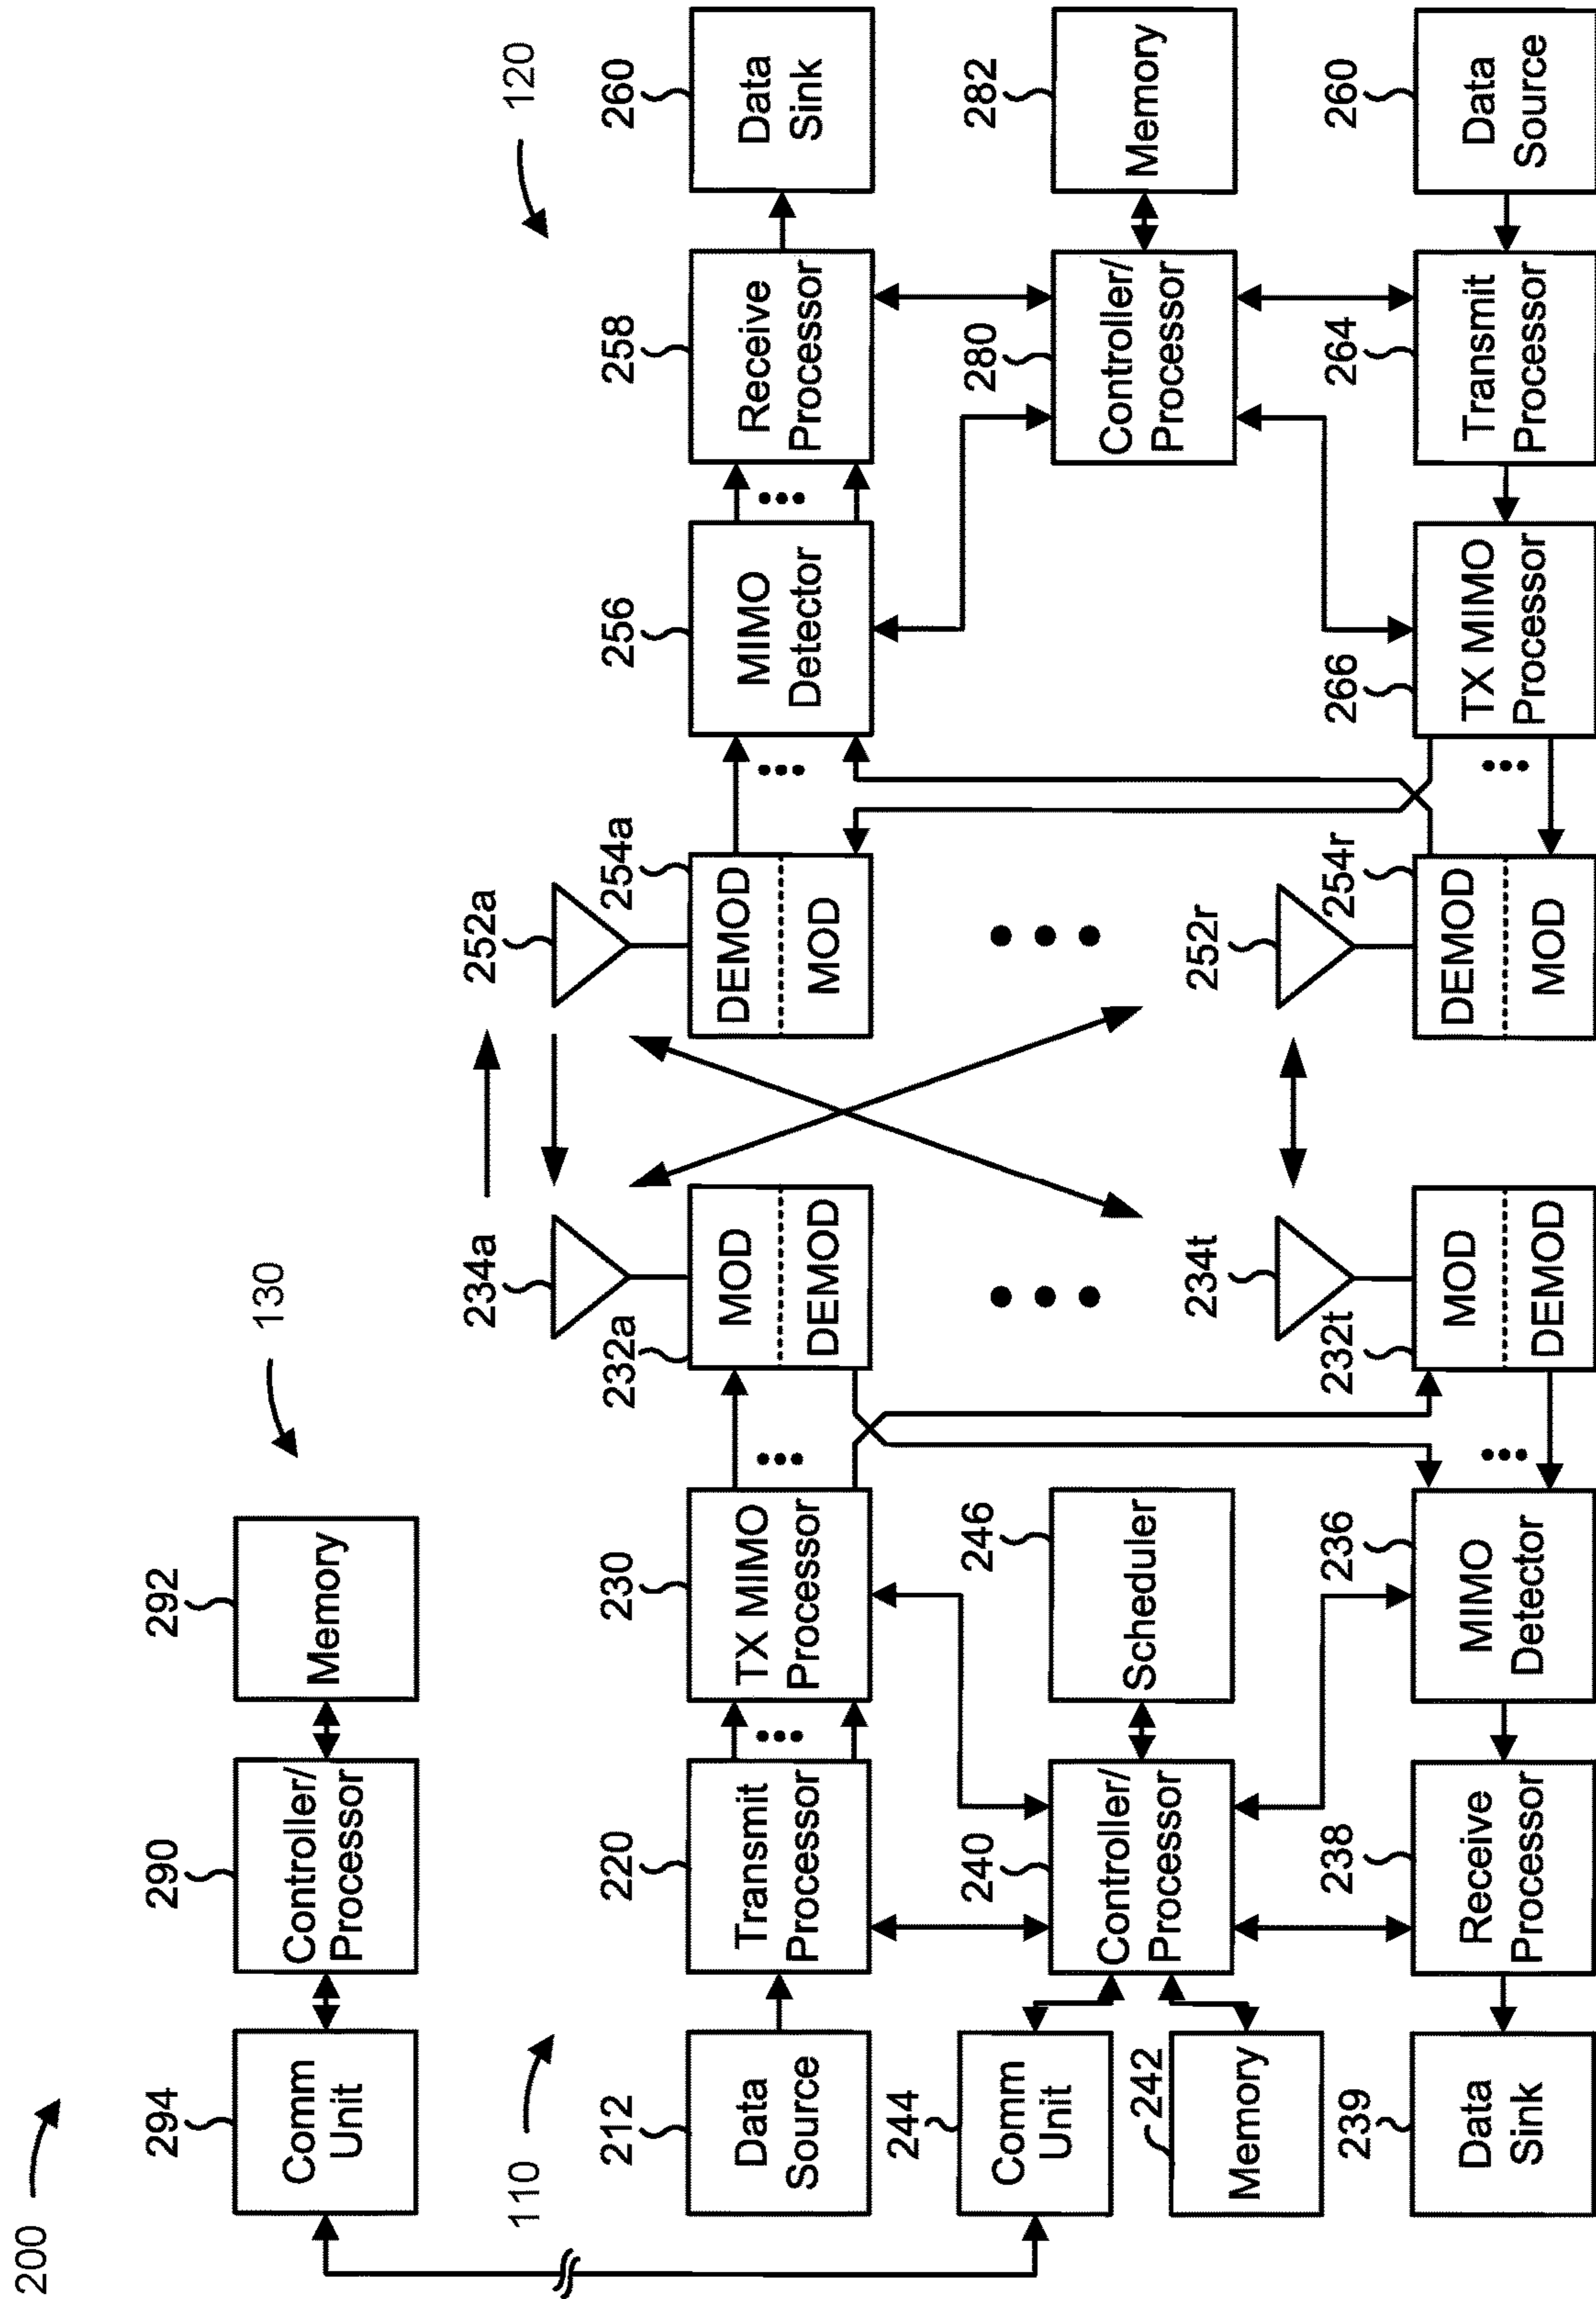 200
294
Comm
Unit
290
Controller/
Processor
292
Memory
130
110
120
212
Data
Source
220
Transmit
Processor
230
TX MIMO
Processor
232a
MOD
DEMOD
234a
252a
254a
DEMOD
MOD
256
MIMO
Detector
258
Receive
Processor
260
Data
Sink
244
Comm
Unit
242
Memory
240
Controller/
Processor
246
Scheduler
280
Controller/
Processor
282
Memory
239
Data
Sink
238
Receive
Processor
236
MIMO
Detector
232t
MOD
DEMOD
234t
252r
254r
DEMOD
MOD
266
TX MIMO
Processor
264
Transmit
Processor
260
Data
Source